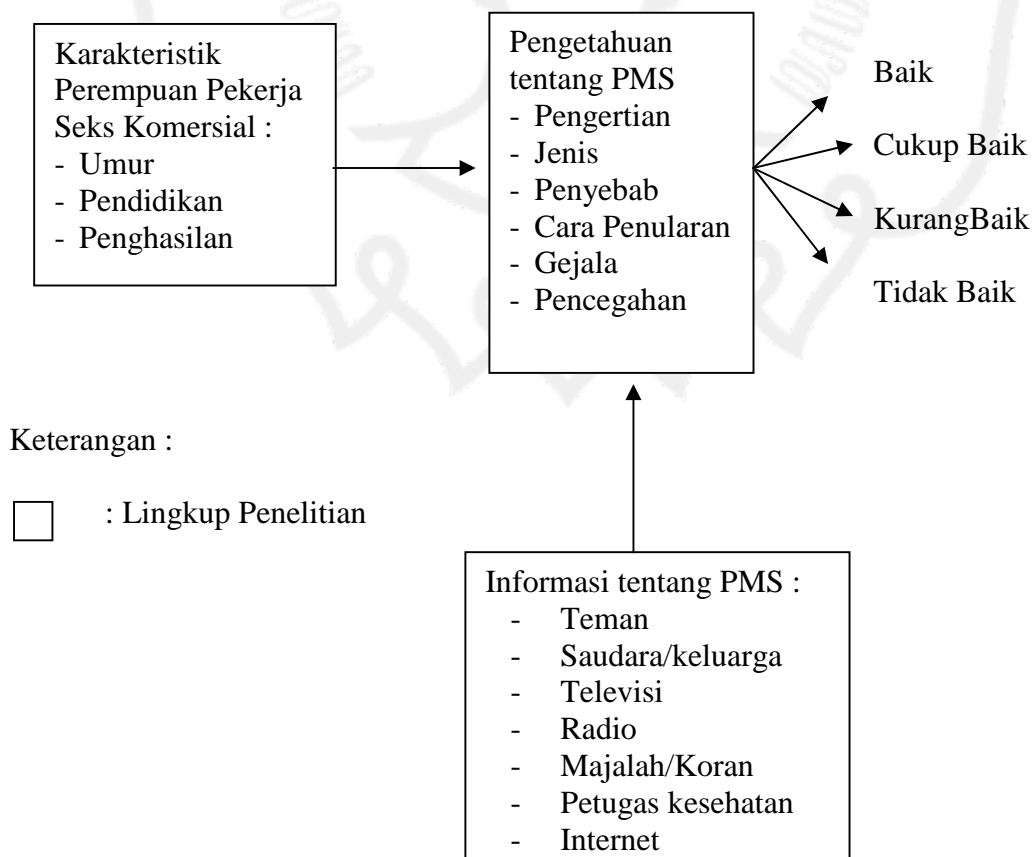 Karakteristik
Perempuan Pekerja
Seks Komersial :
- Umur
- Pendidikan
- Penghasilan
Pengetahuan
tentang PMS
- Pengertian
- Jenis
- Penyebab
- Cara Penularan
- Gejala
- Pencegahan
Baik
Cukup Baik
KurangBaik
Tidak Baik
Keterangan :
: Lingkup Penelitian
Informasi tentang PMS :
- Teman
- Saudara/keluarga
- Televisi
- Radio
- Majalah/Koran
- Petugas kesehatan
- Internet